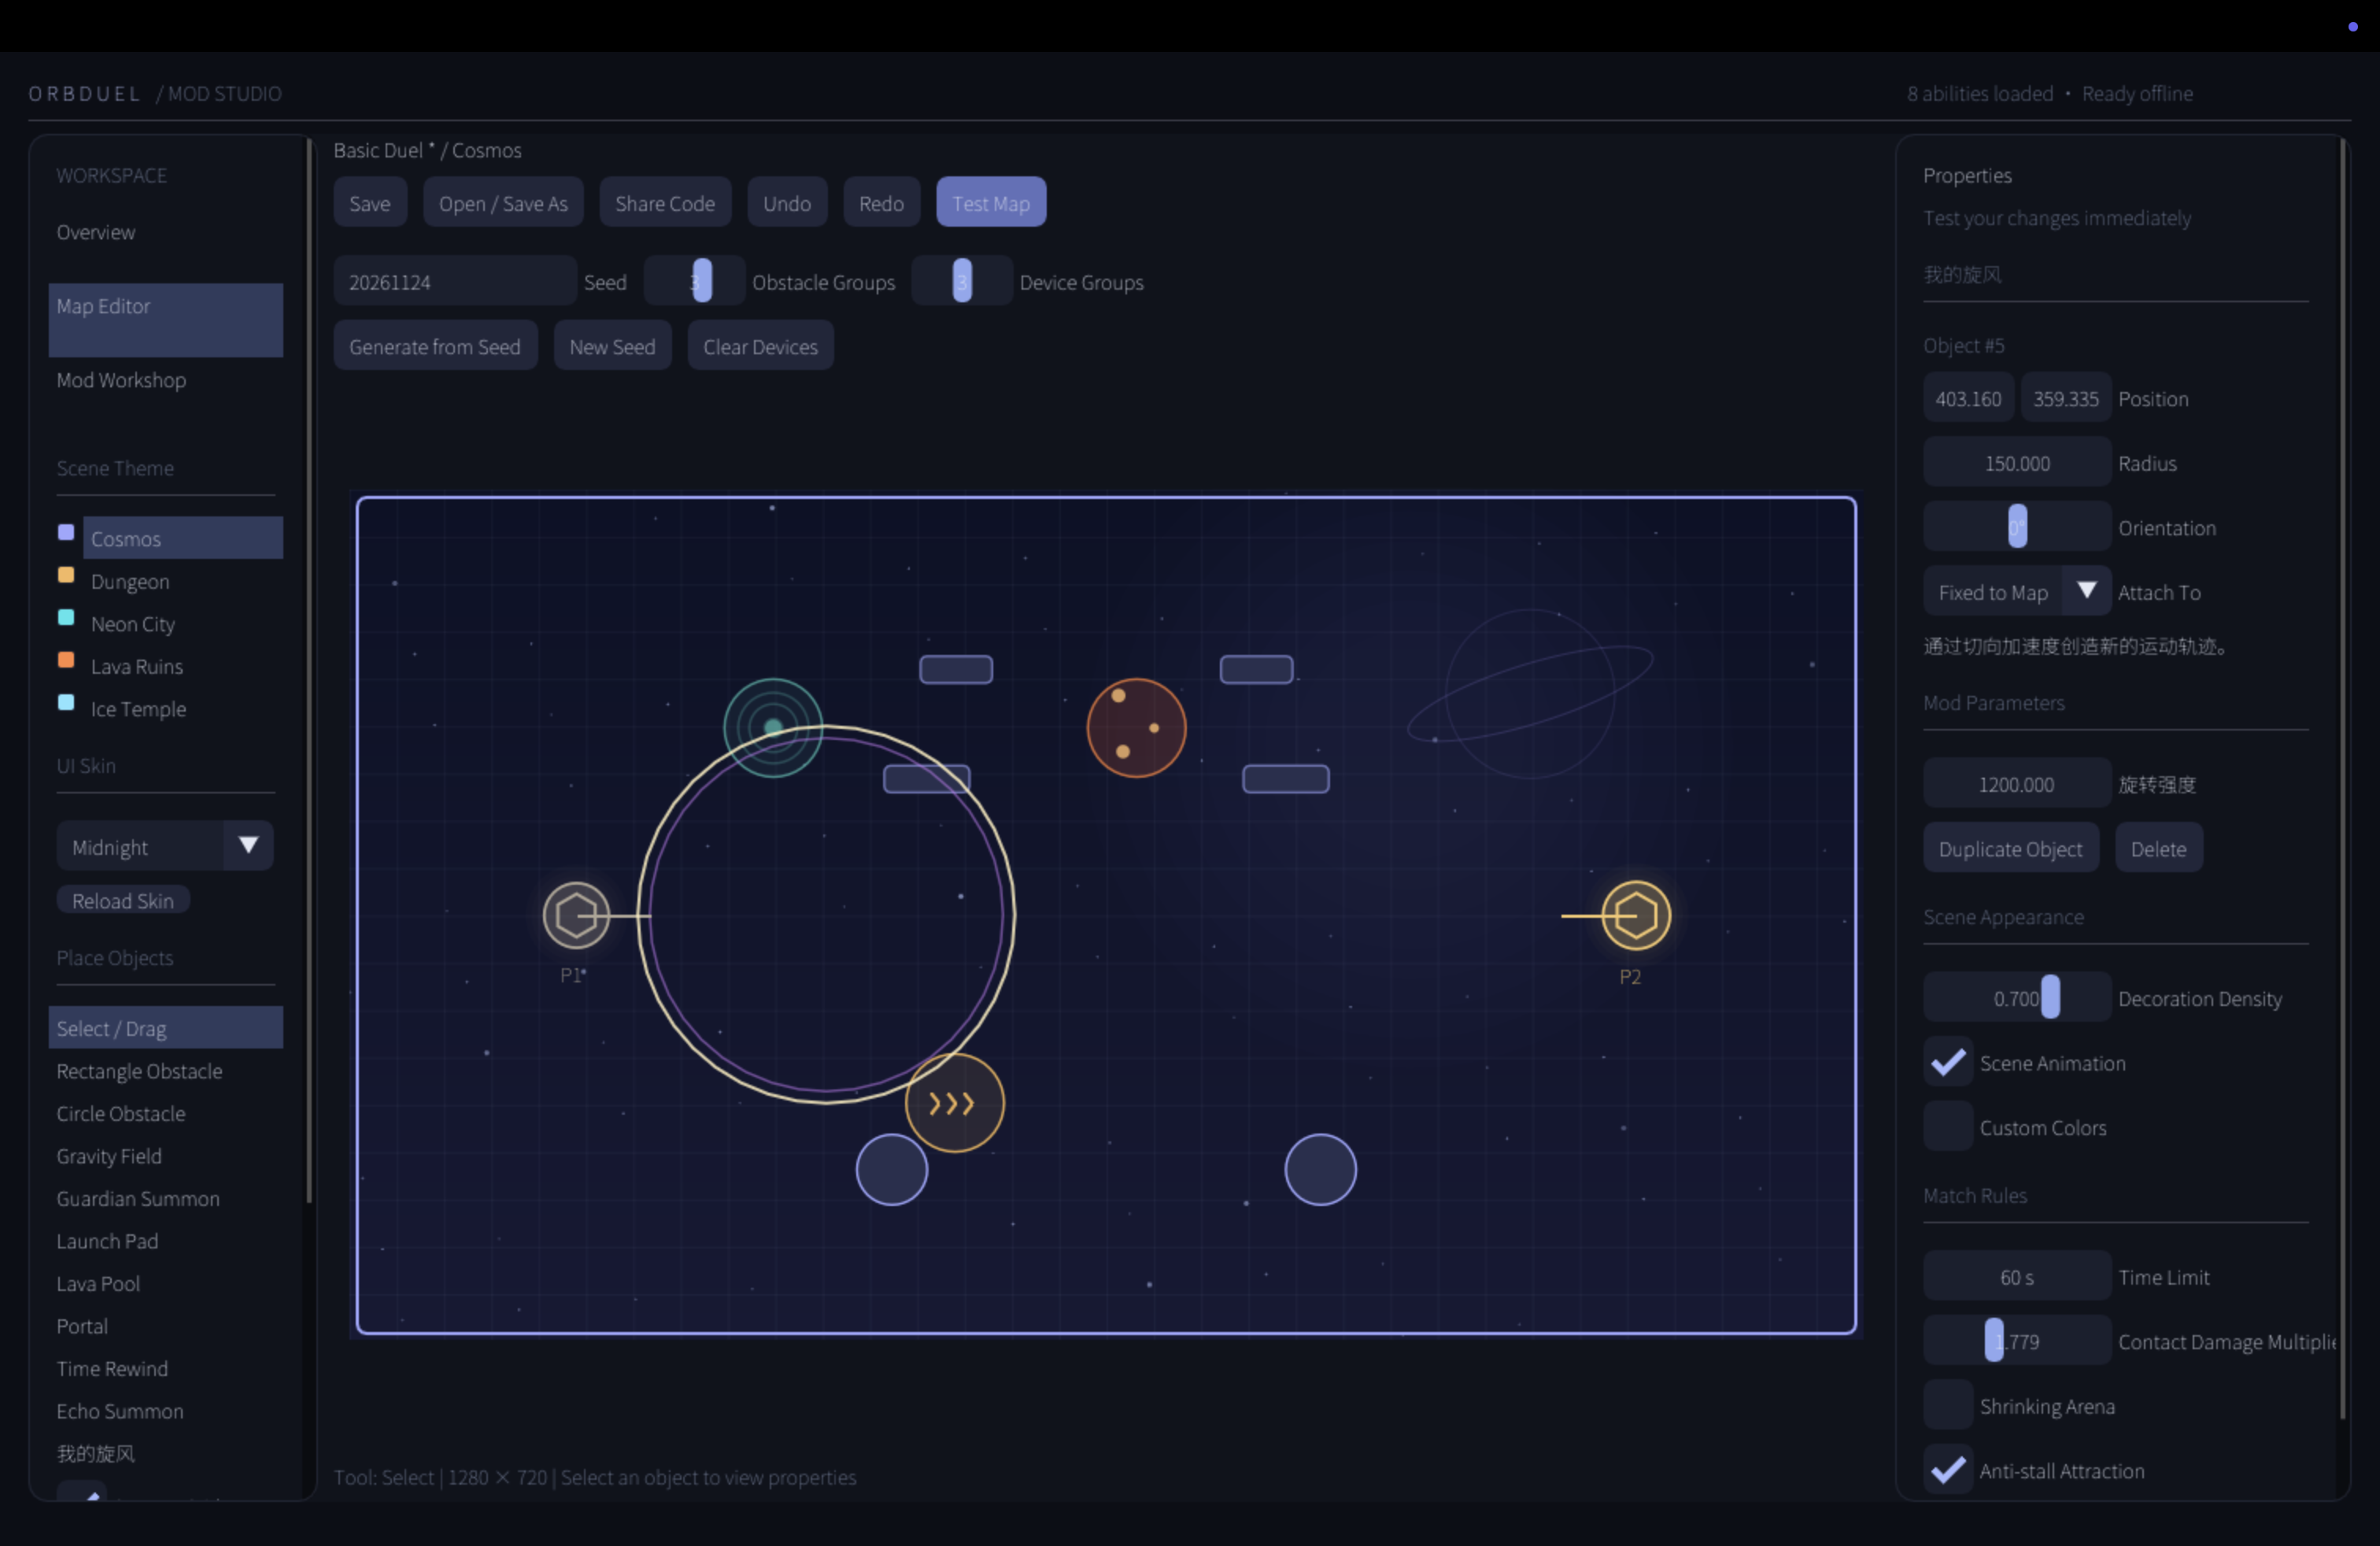 ORBDUEL / MOD STUDIO
8 abilities loaded • Ready offline
WORKSPACE
Overview
Map Editor
Mod Workshop
Scene Theme
Cosmos
Dungeon
Neon City
Lava Ruins
Ice Temple
UI Skin
Midnight
Reload Skin
Place Objects
Select / Drag
Rectangle Obstacle
Circle Obstacle
Gravity Field
Guardian Summon
Launch Pad
Lava Pool
Portal
Time Rewind
Echo Summon
我的旋风
Basic Duel * / Cosmos
Save
Open / Save As
Share Code
Undo
Redo
Test Map
20261124 Seed
3 Obstacle Groups
3 Device Groups
Generate from Seed
New Seed
Clear Devices
P1
P2
Tool: Select | 1280 × 720 | Select an object to view properties
Properties
Test your changes immediately
我的旋风
Object #5
403.160 359.335 Position
150.000 Radius
0° Orientation
Fixed to Map Attach To
通过切向加速度创造新的运动轨迹。
Mod Parameters
1200.000 旋转强度
Duplicate Object
Delete
Scene Appearance
0.700 Decoration Density
Scene Animation
Custom Colors
Match Rules
60 s Time Limit
1.779 Contact Damage Multiplie
Shrinking Arena
Anti-stall Attraction